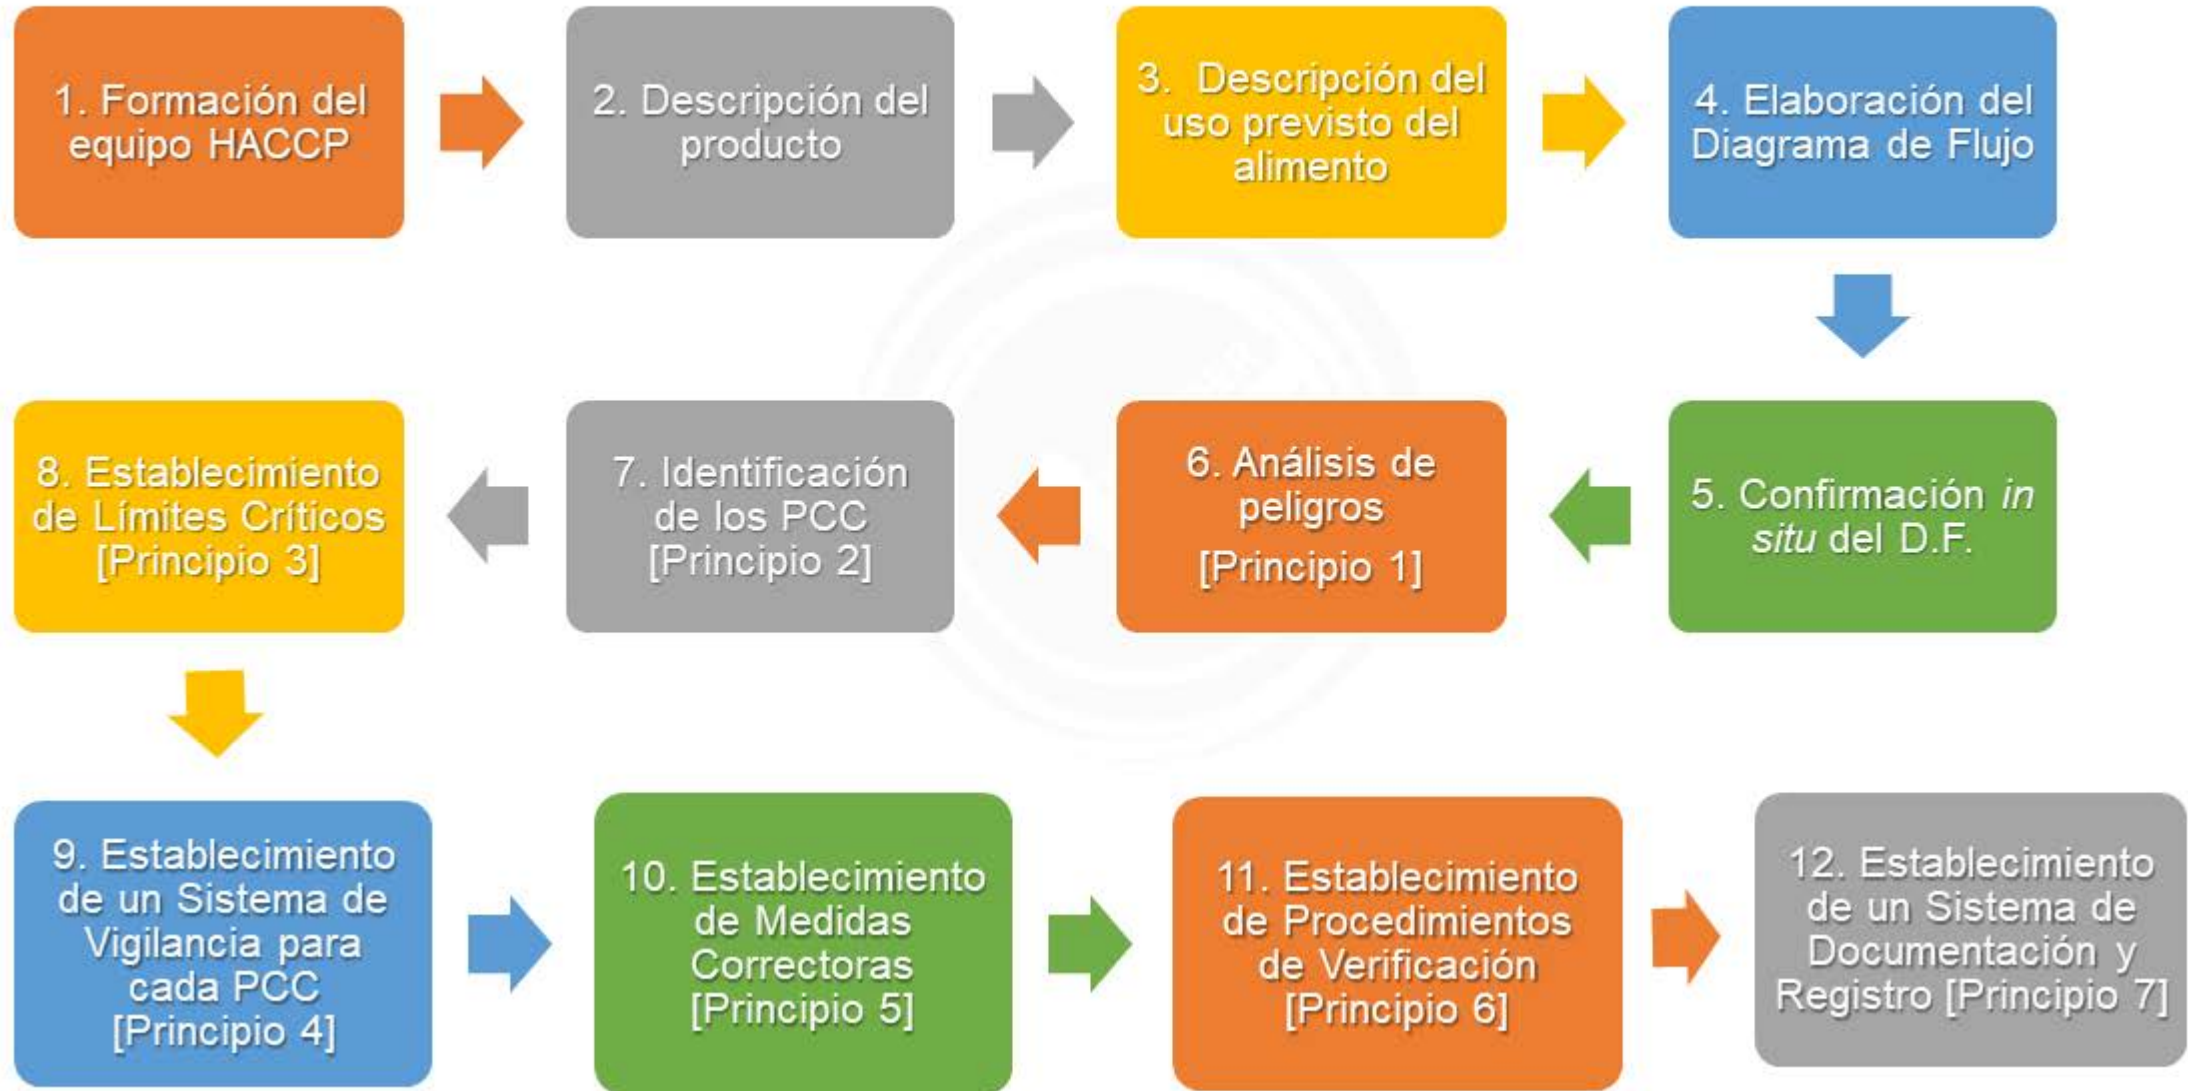 1. Formación del
equipo HACCP
2. Descripción del
producto
3. Descripción del
uso previsto del
alimento
4. Elaboración del
Diagrama de Flujo
5. Confirmación in
situ del D.F.
6. Análisis de
peligros
[Principio 1]
7. Identificación
de los PCC
[Principio 2]
8. Establecimiento
de Límites Críticos
[Principio 3]
9. Establecimiento
de un Sistema de
Vigilancia para
cada PCC
[Principio 4]
10. Establecimiento
de Medidas
Correctoras
[Principio 5]
11. Establecimiento
de Procedimientos
de Verificación
[Principio 6]
12. Establecimiento
de un Sistema de
Documentación y
Registro [Principio 7]